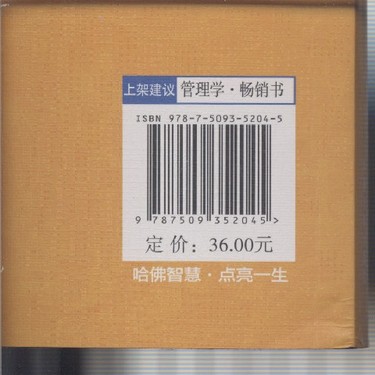 上架建议 管理学·畅销书
ISBN 978-7-5093-5204-5
9 787509 352045 >
定价：36.00元
哈佛智慧·点亮一生